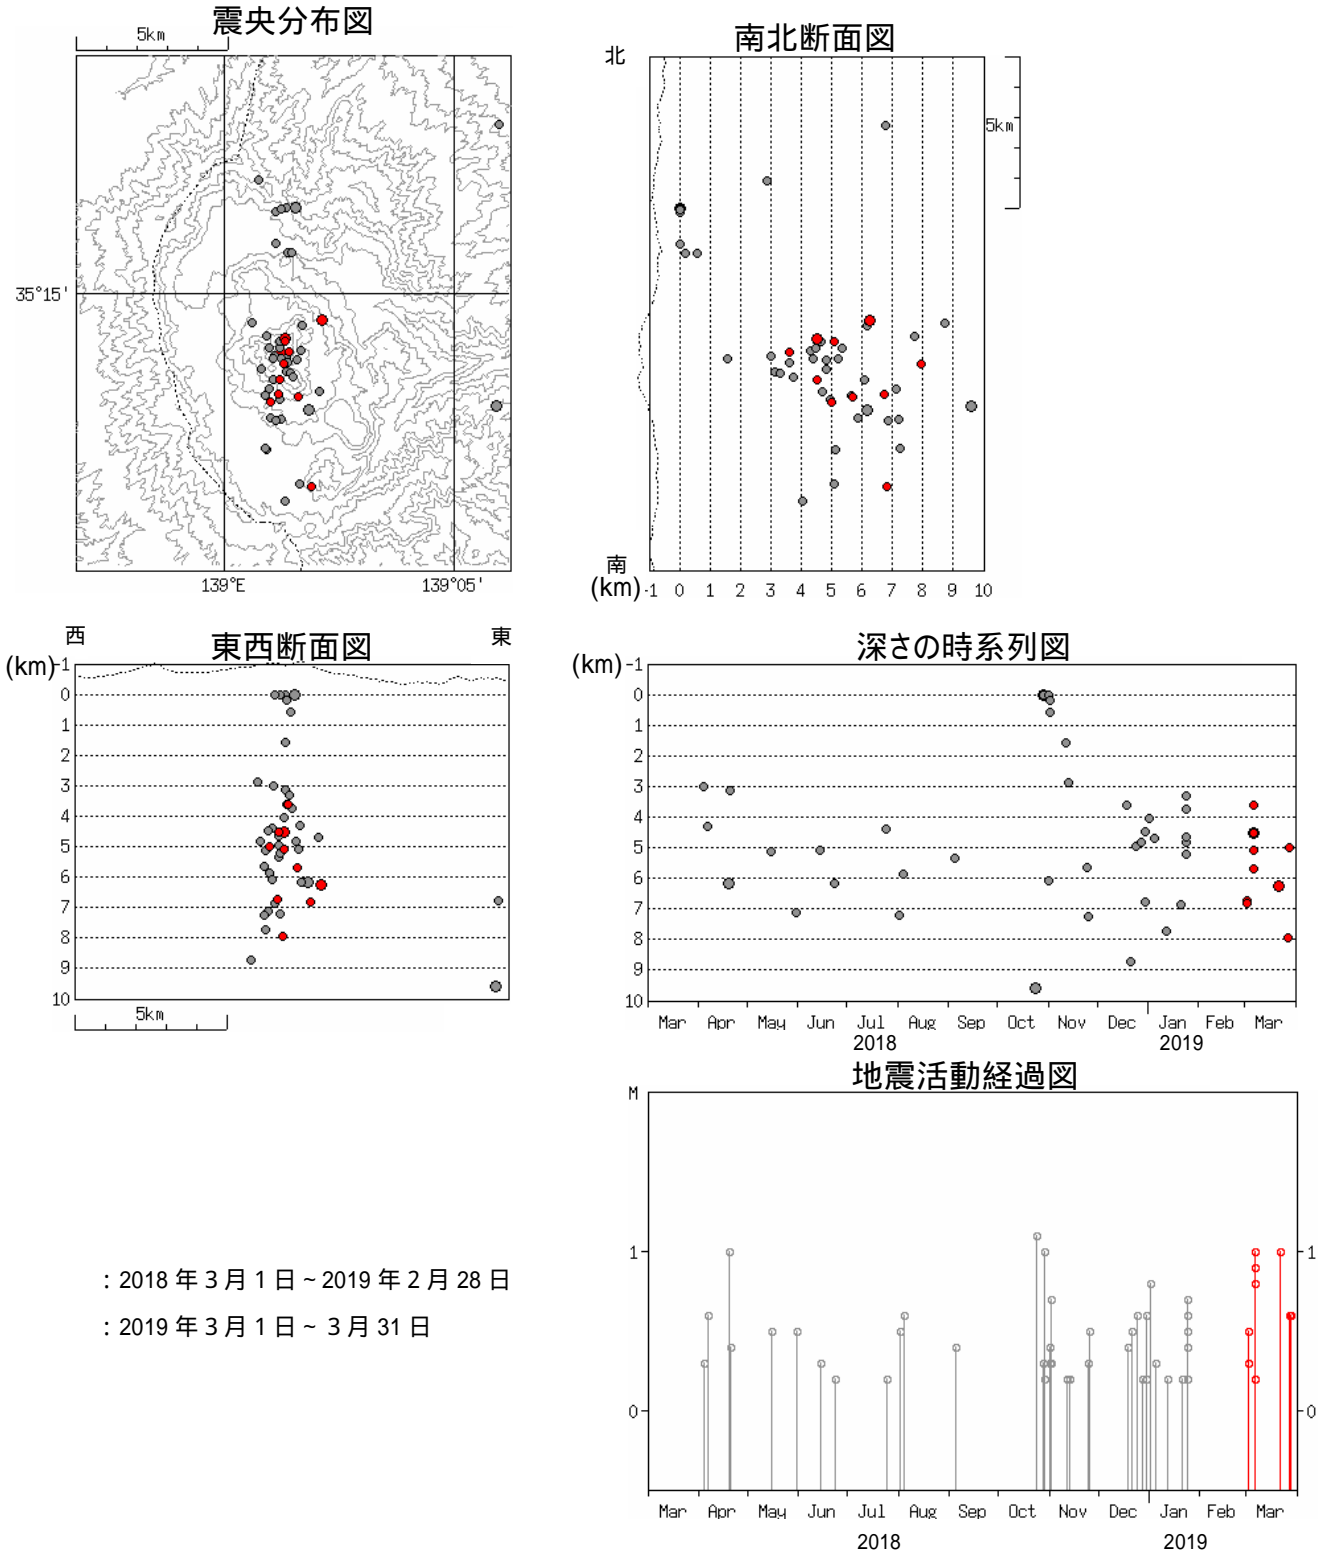 震央分布図
5km
35°15'
139°E
139°05'
南北断面図
北
5km
南
(km)
-1 0 1 2 3 4 5 6 7 8 9 10
東西断面図
西
東
(km)
-1
0
1
2
3
4
5
6
7
8
9
10
5km
深さの時系列図
(km)
-1
0
1
2
3
4
5
6
7
8
9
10
Mar Apr May Jun Jul Aug Sep Oct Nov Dec Jan Feb Mar
2018 2019
地震活動経過図
M
1 1
0 0
Mar Apr May Jun Jul Aug Sep Oct Nov Dec Jan Feb Mar
2018 2019
：2018 年 3 月 1 日 ~ 2019 年 2 月 28 日
：2019 年 3 月 1 日 ~ 3 月 31 日